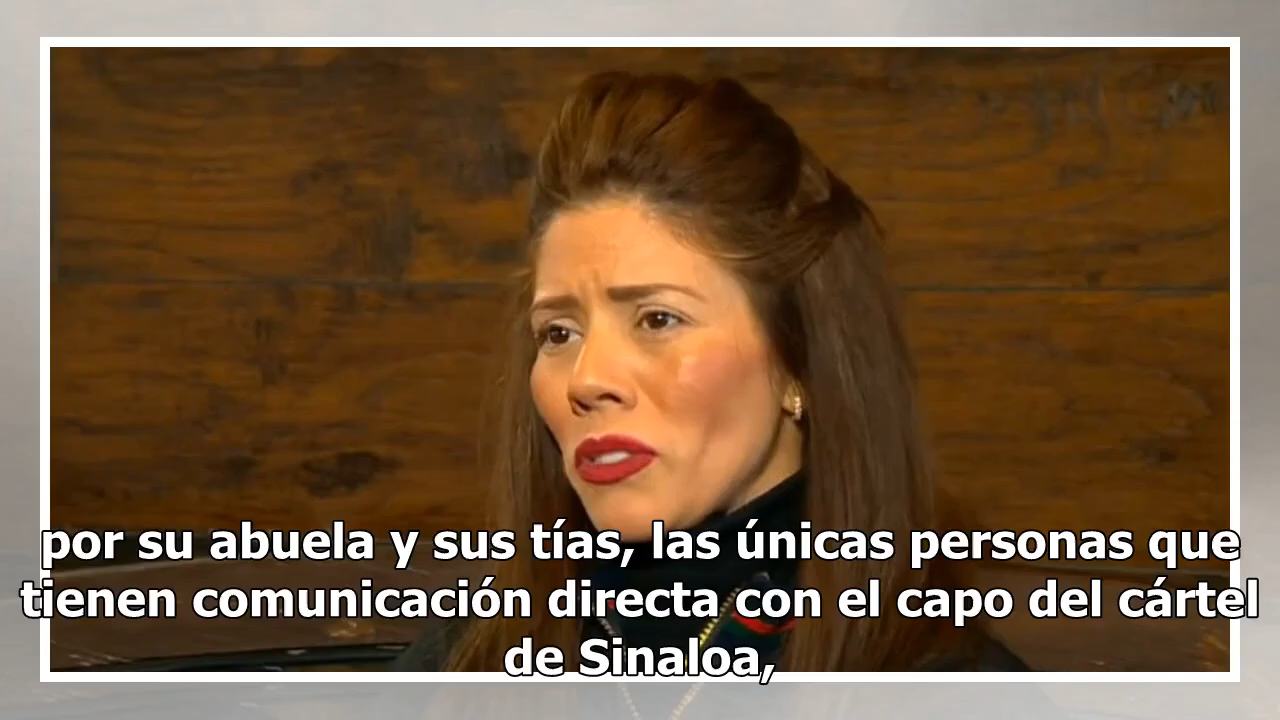 por su abuela y sus tías, las únicas personas que
tienen comunicación directa con el capo del cártel
de Sinaloa,